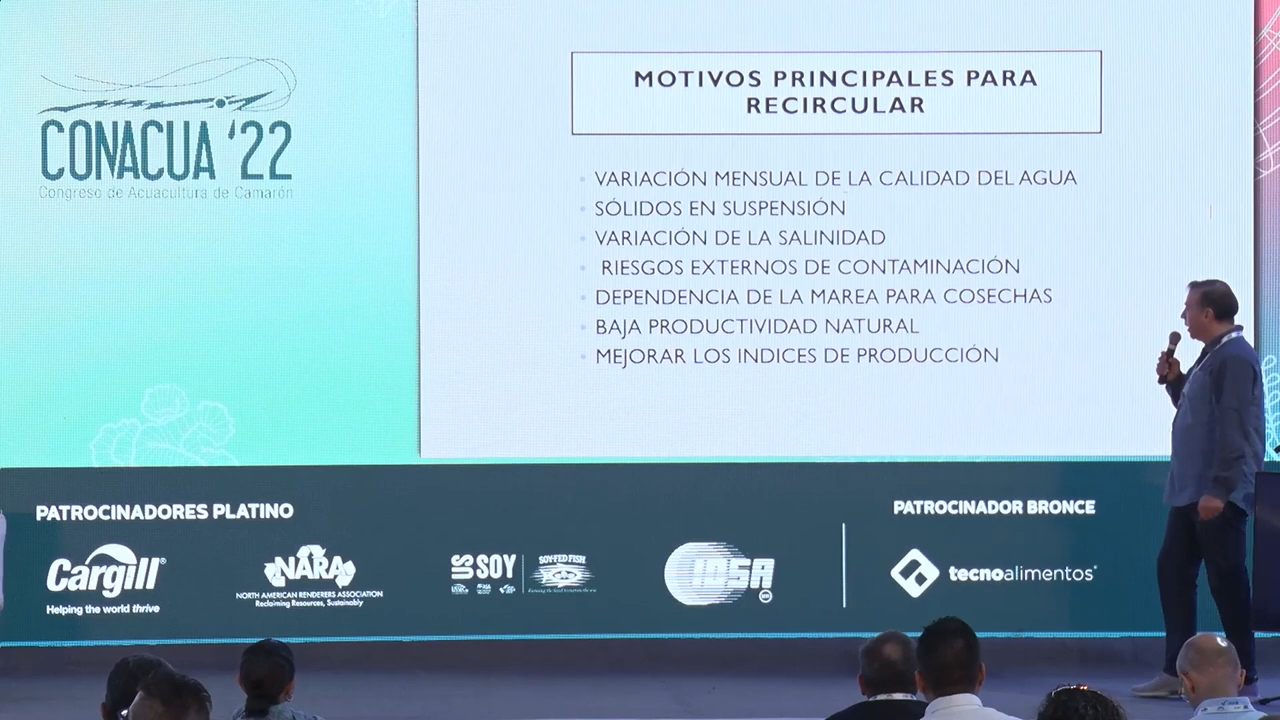 CONACUA '22
Congreso de Acuacultura de Camarón
MOTIVOS PRINCIPALES PARA
RECIRCULAR
VARIACIÓN MENSUAL DE LA CALIDAD DEL AGUA
SÓLIDOS EN SUSPENSIÓN
VARIACIÓN DE LA SALINIDAD
RIESGOS EXTERNOS DE CONTAMINACIÓN
DEPENDENCIA DE LA MAREA PARA COSECHAS
BAJA PRODUCTIVIDAD NATURAL
MEJORAR LOS INDICES DE PRODUCCIÓN
PATROCINADORES PLATINO
Cargill®
Helping the world thrive
NARA
NORTH AMERICAN RENDERERS ASSOCIATION
Reclaiming Resources, Sustainably
US SOY
SOY-FED FISH
PATROCINADOR BRONCE
tecnoalimentos®